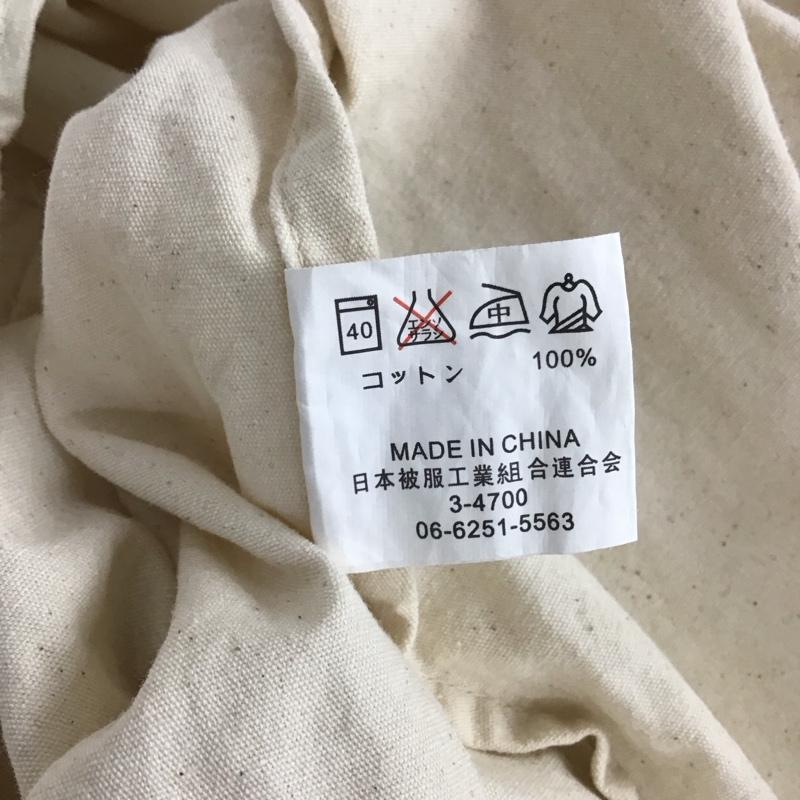 40 エンソ 中
サラシ
コットン 100%
MADE IN CHINA
日本被服工業組合連合会
3-4700
06-6251-5563